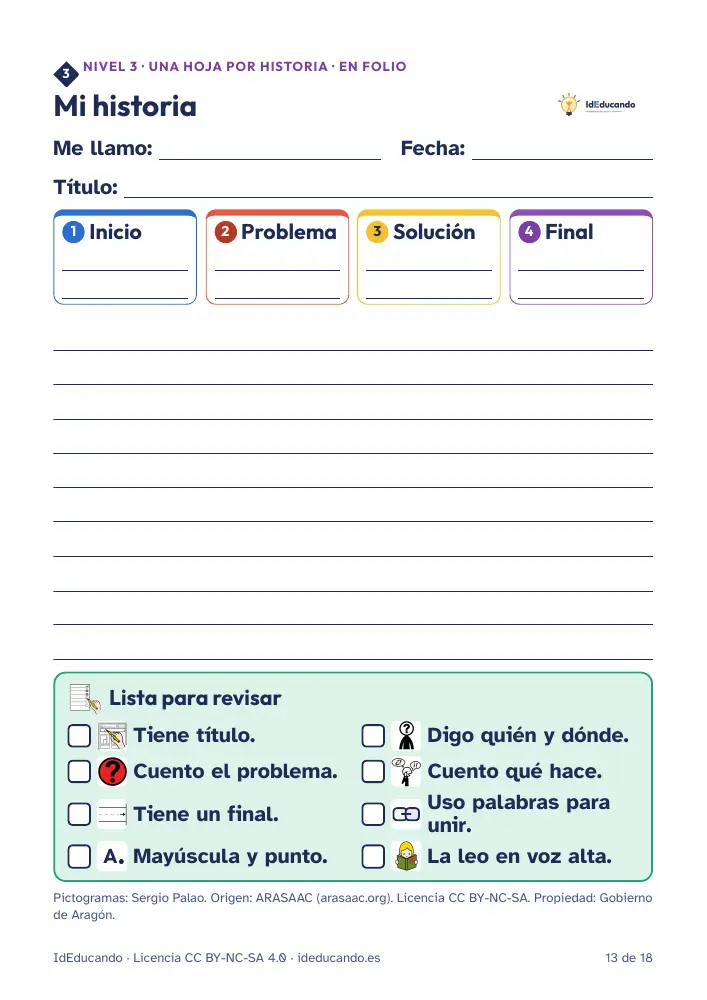 3 NIVEL 3 · UNA HOJA POR HISTORIA · EN FOLIO
Mi historia
IdEducando
Me llamo: Fecha:
Título:
1 Inicio 2 Problema 3 Solución 4 Final
Lista para revisar
Tiene título. Digo quién y dónde.
? Cuento el problema. Cuento qué hace.
Tiene un final. Uso palabras para
unir.
A. Mayúscula y punto. La leo en voz alta.
Pictogramas: Sergio Palao. Origen: ARASAAC (arasaac.org). Licencia CC BY-NC-SA. Propiedad: Gobierno
de Aragón.
IdEducando · Licencia CC BY-NC-SA 4.0 · ideducando.es 13 de 18